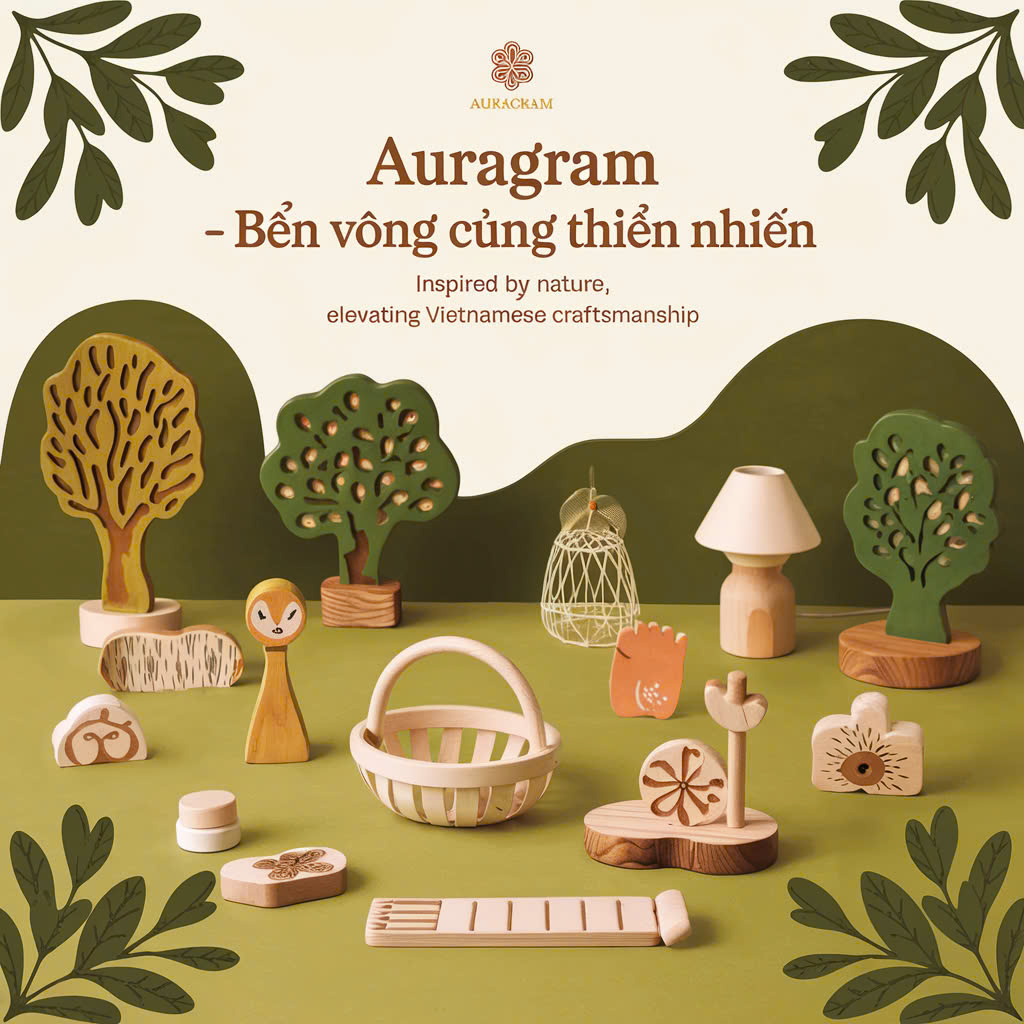 AURACKAM
Auragram
– Bển vông củng thiển nhiến
Inspired by nature,
elevating Vietnamese craftsmanship